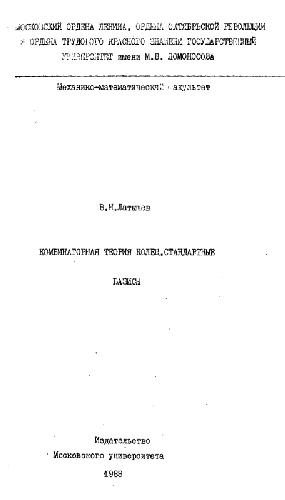 МОСКОВСКИЙ ОРДЕНА ЛЕНИНА, ОРДЕНА ОКТЯБРЬСКОЙ РЕВОЛЮЦИИ
И ОРДЕНА ТРУДОВОГО КРАСНОГО ЗНАМЕНИ ГОСУДАРСТВЕННЫЙ
УНИВЕРСИТЕТ имени М.В. ЛОМОНОСОВА
Механико-математический факультет
В.Н.Латышев
КОМБИНАТОРНАЯ ТЕОРИЯ КОЛЕЦ, СТАНДАРТНЫЕ
БАЗИСЫ
Издательство
Московского университета
1988